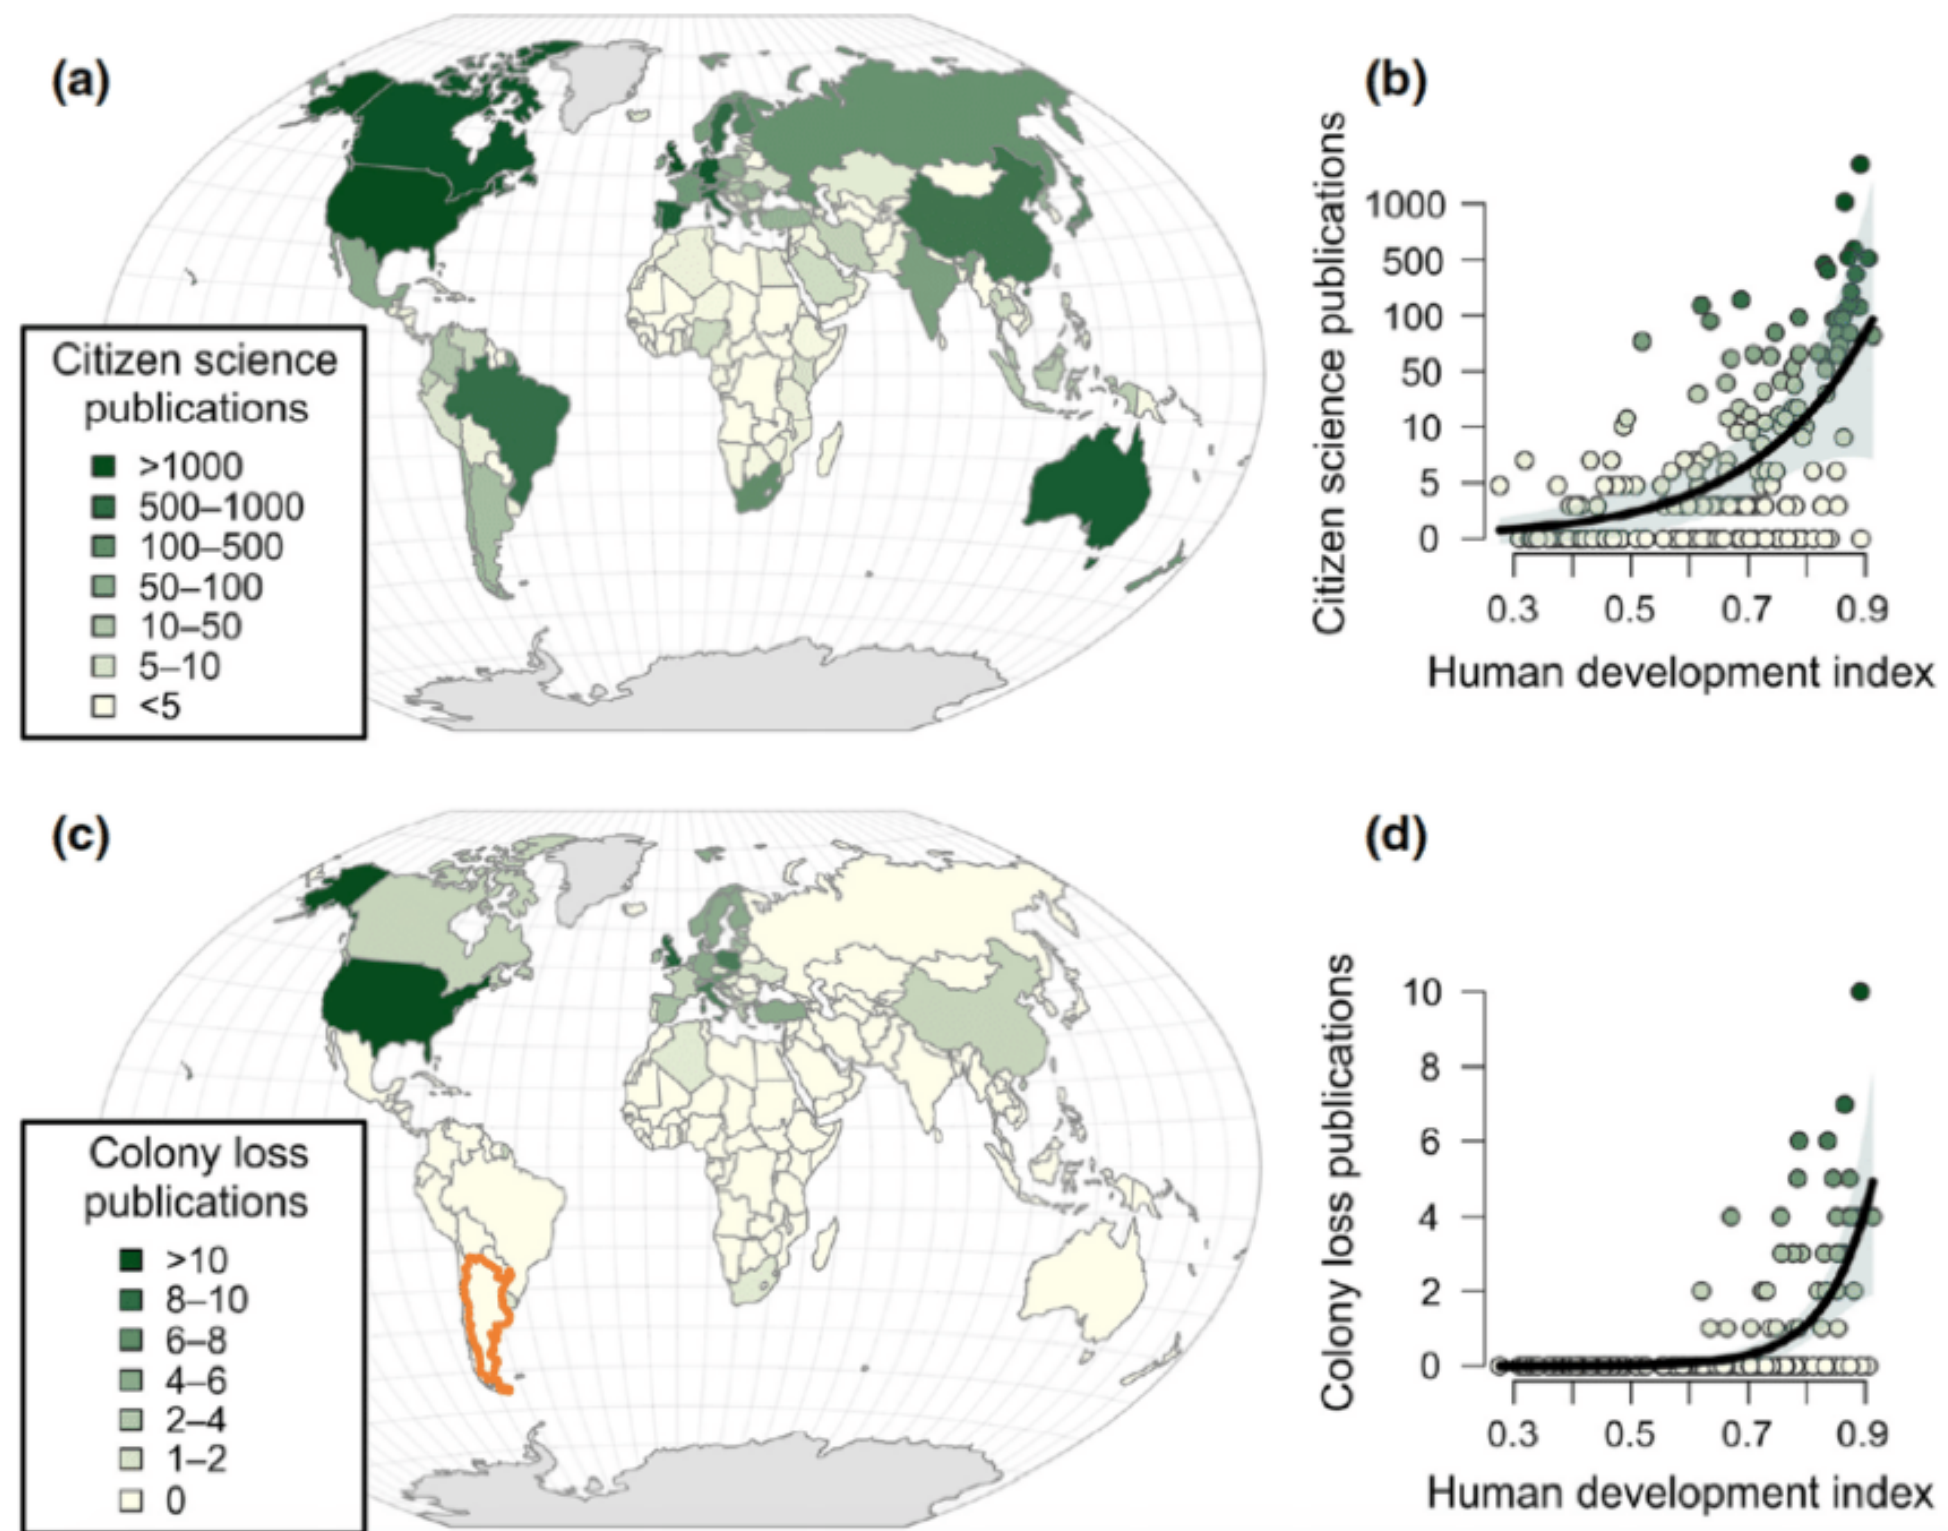 (a)
Citizen science
publications
>1000
500–1000
100–500
50–100
10–50
5–10
<5
(b)
Citizen science publications
1000
500
100
50
10
5
0
0.3 0.5 0.7 0.9
Human development index
(c)
Colony loss
publications
>10
8–10
6–8
4–6
2–4
1–2
0
(d)
Colony loss publications
10
8
6
4
2
0
0.3 0.5 0.7 0.9
Human development index